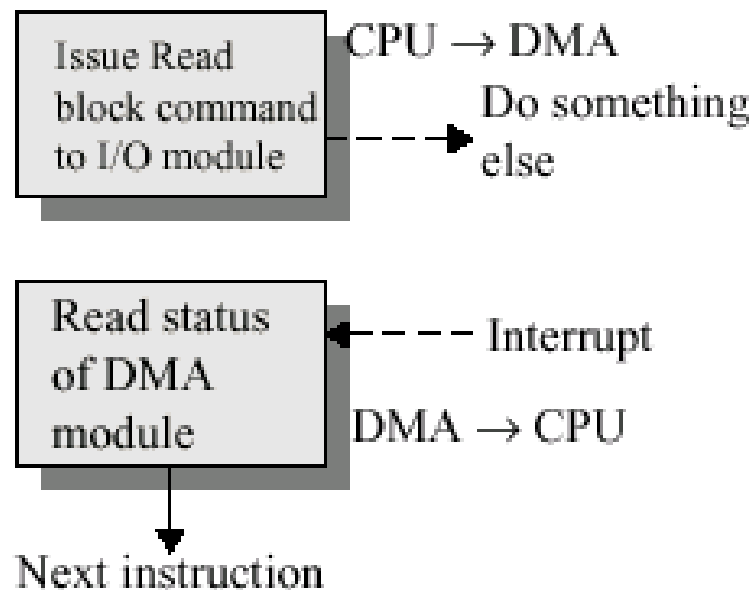 Issue Read
block command
to I/O module
CPU → DMA
Do something
else
Read status
of DMA
module
Interrupt
DMA → CPU
Next instruction